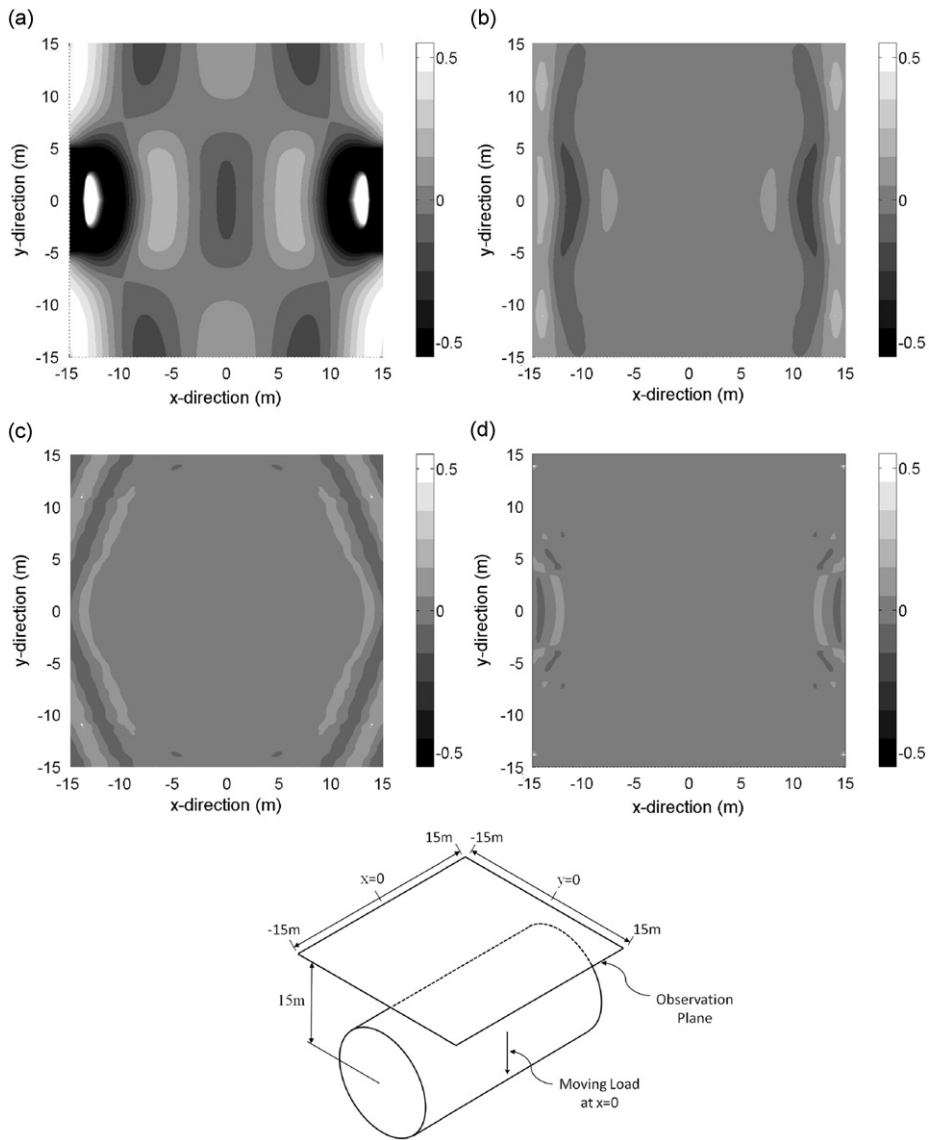 (a)
15
10
5
0
-5
-10
-15
y-direction (m)
-15 -10 -5 0 5 10 15
x-direction (m)
0.5
0
-0.5
(b)
15
10
5
0
-5
-10
-15
y-direction (m)
-15 -10 -5 0 5 10 15
x-direction (m)
0.5
0
-0.5
(c)
15
10
5
0
-5
-10
-15
y-direction (m)
-15 -10 -5 0 5 10 15
x-direction (m)
0.5
0
-0.5
(d)
15
10
5
0
-5
-10
-15
y-direction (m)
-15 -10 -5 0 5 10 15
x-direction (m)
0.5
0
-0.5
15m -15m
x=0 y=0
-15m 15m
15m
Observation
Plane
Moving Load
at x=0